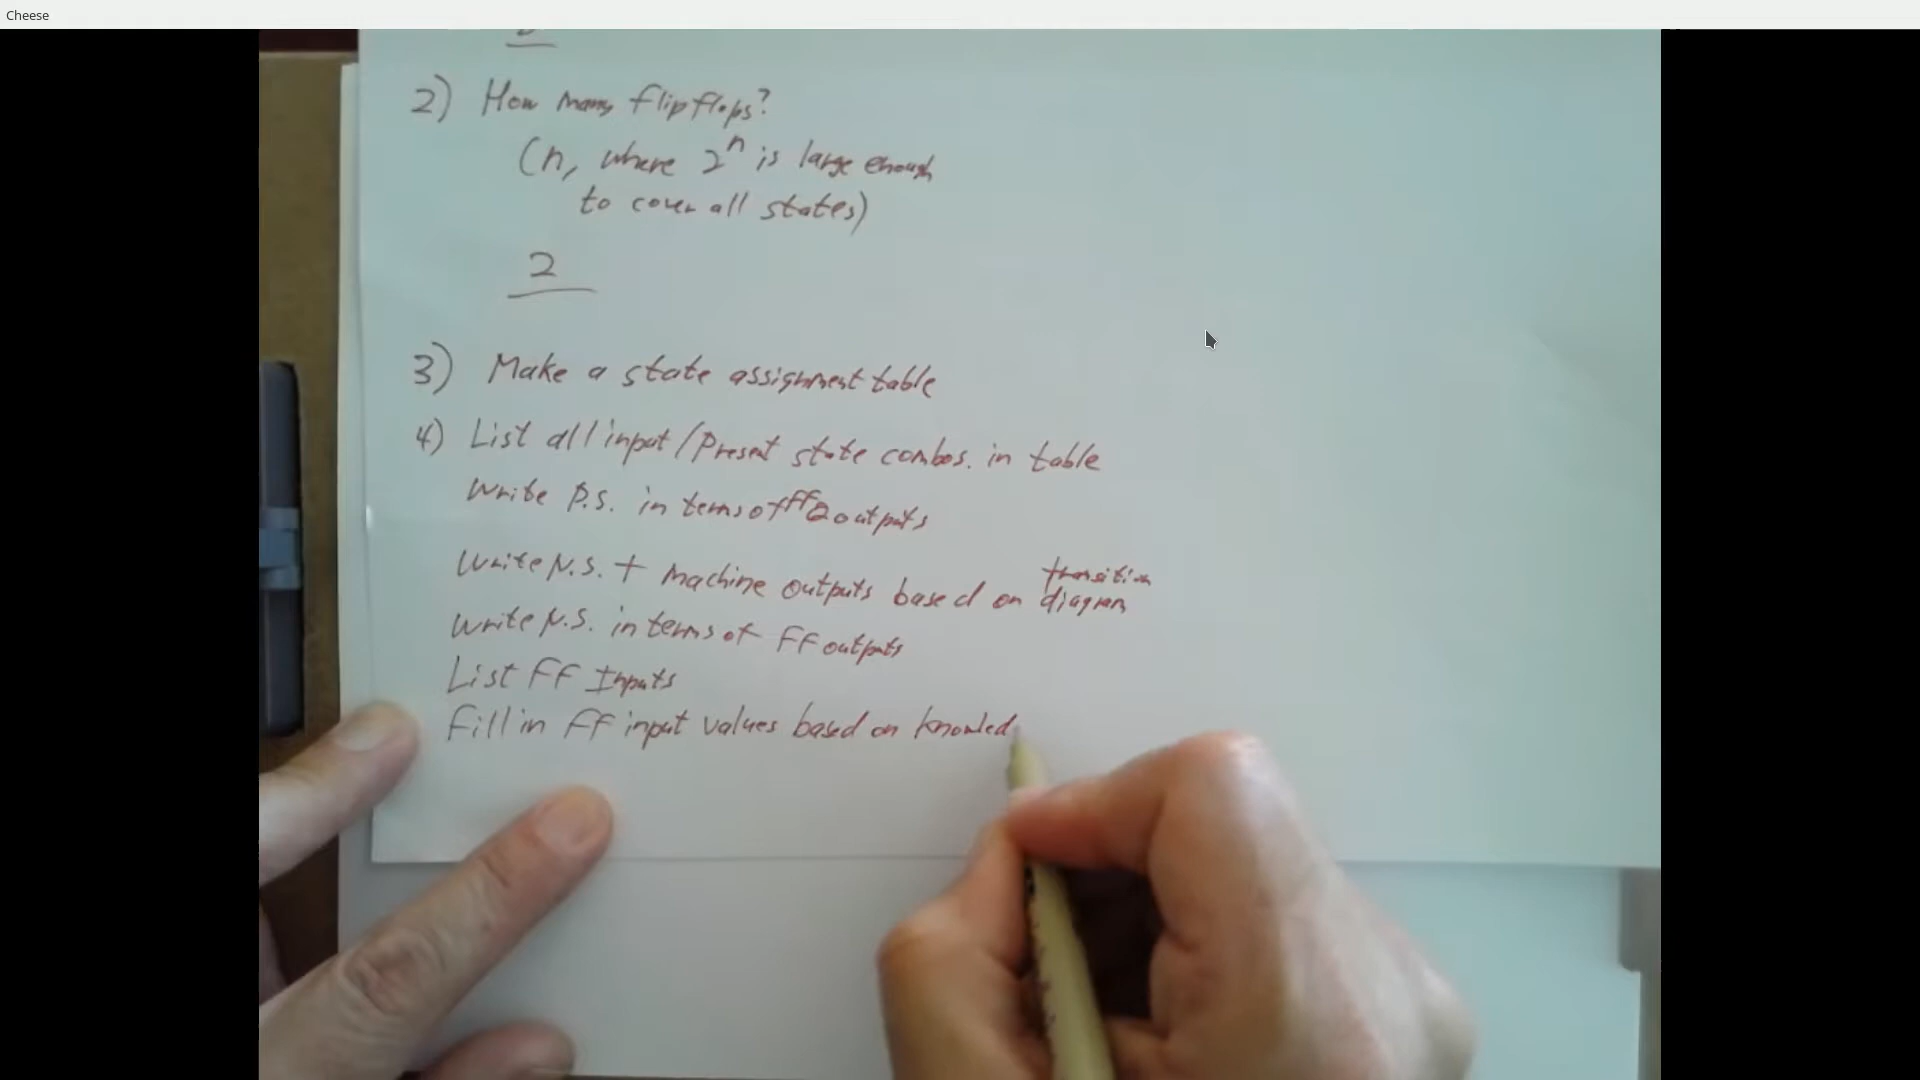 Cheese
2) How many flip flops?
(n, where 2^n is large enough
to cover all states)
2
3) Make a state assignment table
4) List all input/Present state combos. in table
Write P.S. in terms of FF Q outputs
Write N.S. + Machine outputs based on transition diagram
Write N.S. in terms of FF outputs
List FF Inputs
Fill in FF input values based on knowled